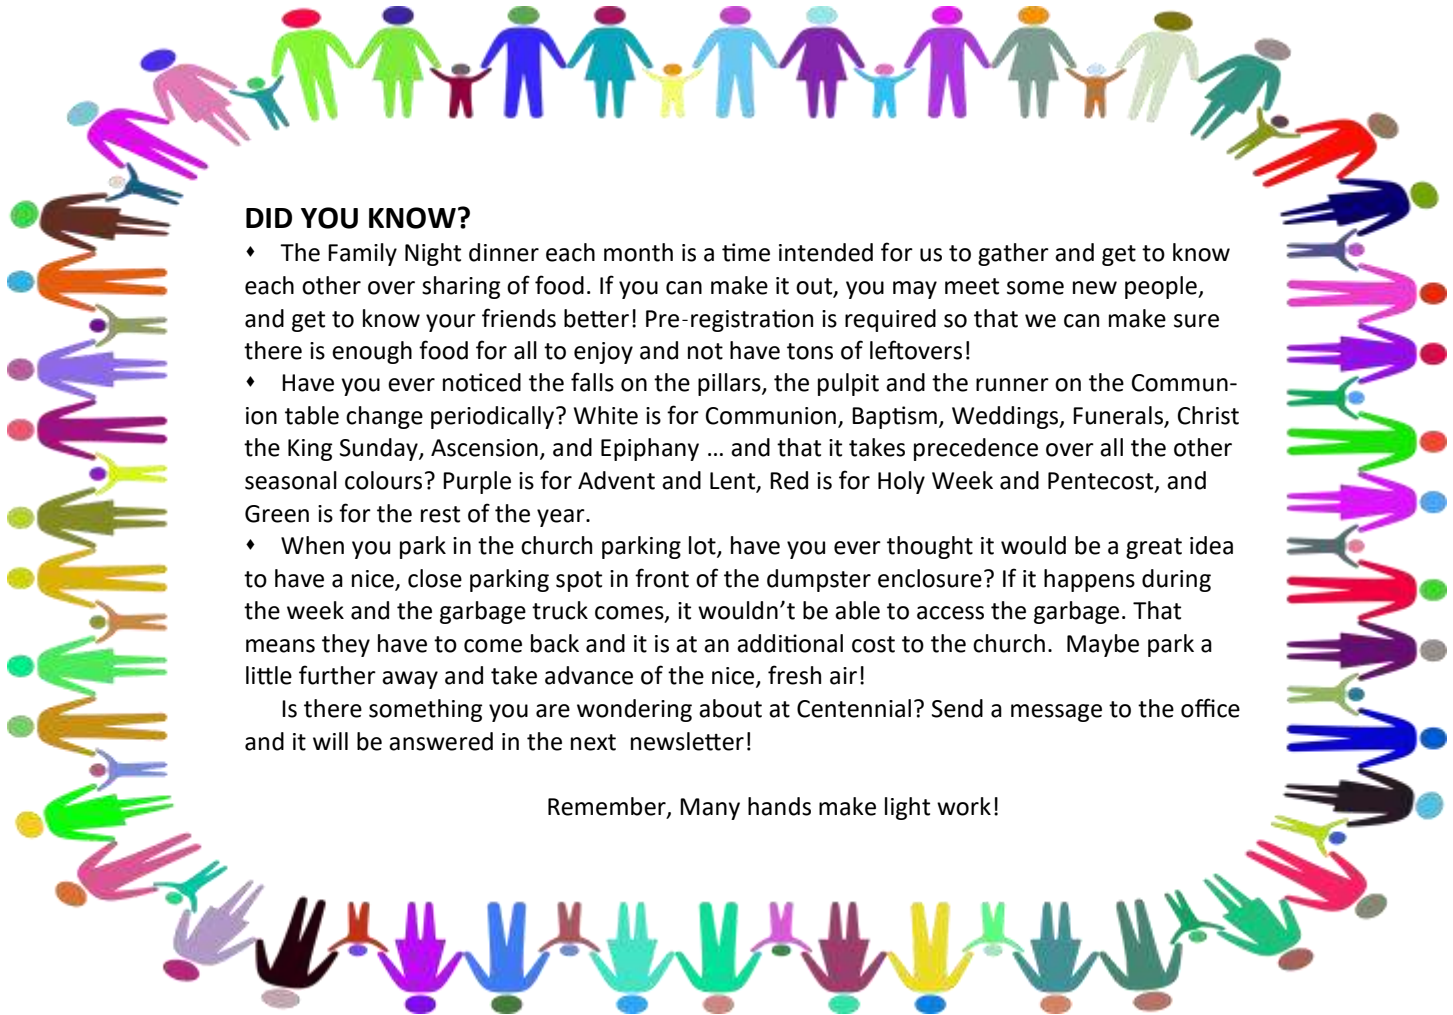 DID YOU KNOW?
⬧ The Family Night dinner each month is a time intended for us to gather and get to know
each other over sharing of food. If you can make it out, you may meet some new people,
and get to know your friends better! Pre-registration is required so that we can make sure
there is enough food for all to enjoy and not have tons of leftovers!
⬧ Have you ever noticed the falls on the pillars, the pulpit and the runner on the Commun-
ion table change periodically? White is for Communion, Baptism, Weddings, Funerals, Christ
the King Sunday, Ascension, and Epiphany … and that it takes precedence over all the other
seasonal colours? Purple is for Advent and Lent, Red is for Holy Week and Pentecost, and
Green is for the rest of the year.
⬧ When you park in the church parking lot, have you ever thought it would be a great idea
to have a nice, close parking spot in front of the dumpster enclosure? If it happens during
the week and the garbage truck comes, it wouldn’t be able to access the garbage. That
means they have to come back and it is at an additional cost to the church.  Maybe park a
little further away and take advantage of the nice, fresh air!
Is there something you are wondering about at Centennial? Send a message to the office
and it will be answered in the next  newsletter!
Remember, Many hands make light work!